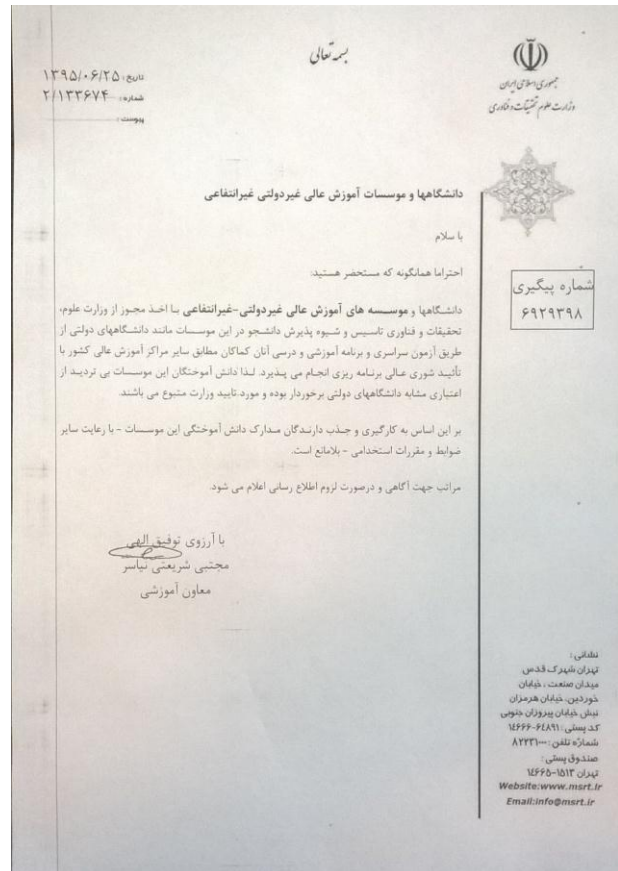 بسمه تعالی
جمهوری اسلامی ایران
وزارت علوم تحقیقات و فناوری
تاریخ: ۱۳۹۵/۰۶/۲۵
شماره: ۲/۱۳۳۶۷۴
پیوست:
شماره پیگیری
۶۹۲۹۳۹۸
دانشگاهها و موسسات آموزش عالی غیردولتی غیرانتفاعی
با سلام
احتراما همانگونه که مستحضر هستید:
دانشگاهها و موسسه های آموزش عالی غیردولتی-غیرانتفاعی با اخذ مجوز از وزارت علوم،
تحقیقات و فناوری تاسیس و شیوه پذیرش دانشجو در این موسسات مانند دانشگاههای دولتی از
طریق آزمون سراسری و برنامه آموزشی و درسی آنان کماکان مطابق سایر مراکز آموزش عالی کشور با
تأئید شوری عالی برنامه ریزی انجام می پذیرد. لذا دانش آموختگان این موسسات بی تردید از
اعتباری مشابه دانشگاههای دولتی برخوردار بوده و مورد تایید وزارت متبوع می باشند.
بر این اساس به کارگیری و جذب دارندگان مدارک دانش آموختگی این موسسات - با رعایت سایر
ضوابط و مقررات استخدامی - بلامانع است.
مراتب جهت آگاهی و درصورت لزوم اطلاع رسانی اعلام می شود.
با آرزوی توفیق الهی
مجتبی شریعتی نیاسر
معاون آموزشی
نشانی:
تهران شهرک قدس
میدان صنعت ، خیابان
خوردین، خیابان هرمزان
نبش خیابان پیروزان جنوبی
کد پستی: ۶۴۸۹۱-۱۴۶۶۶
شماره تلفن: ۸۲۲۳۱۰۰۰
صندوق پستی:
تهران ۱۵۱۳-۱۴۶۶۵
Website:www.msrt.ir
Email:info@msrt.ir